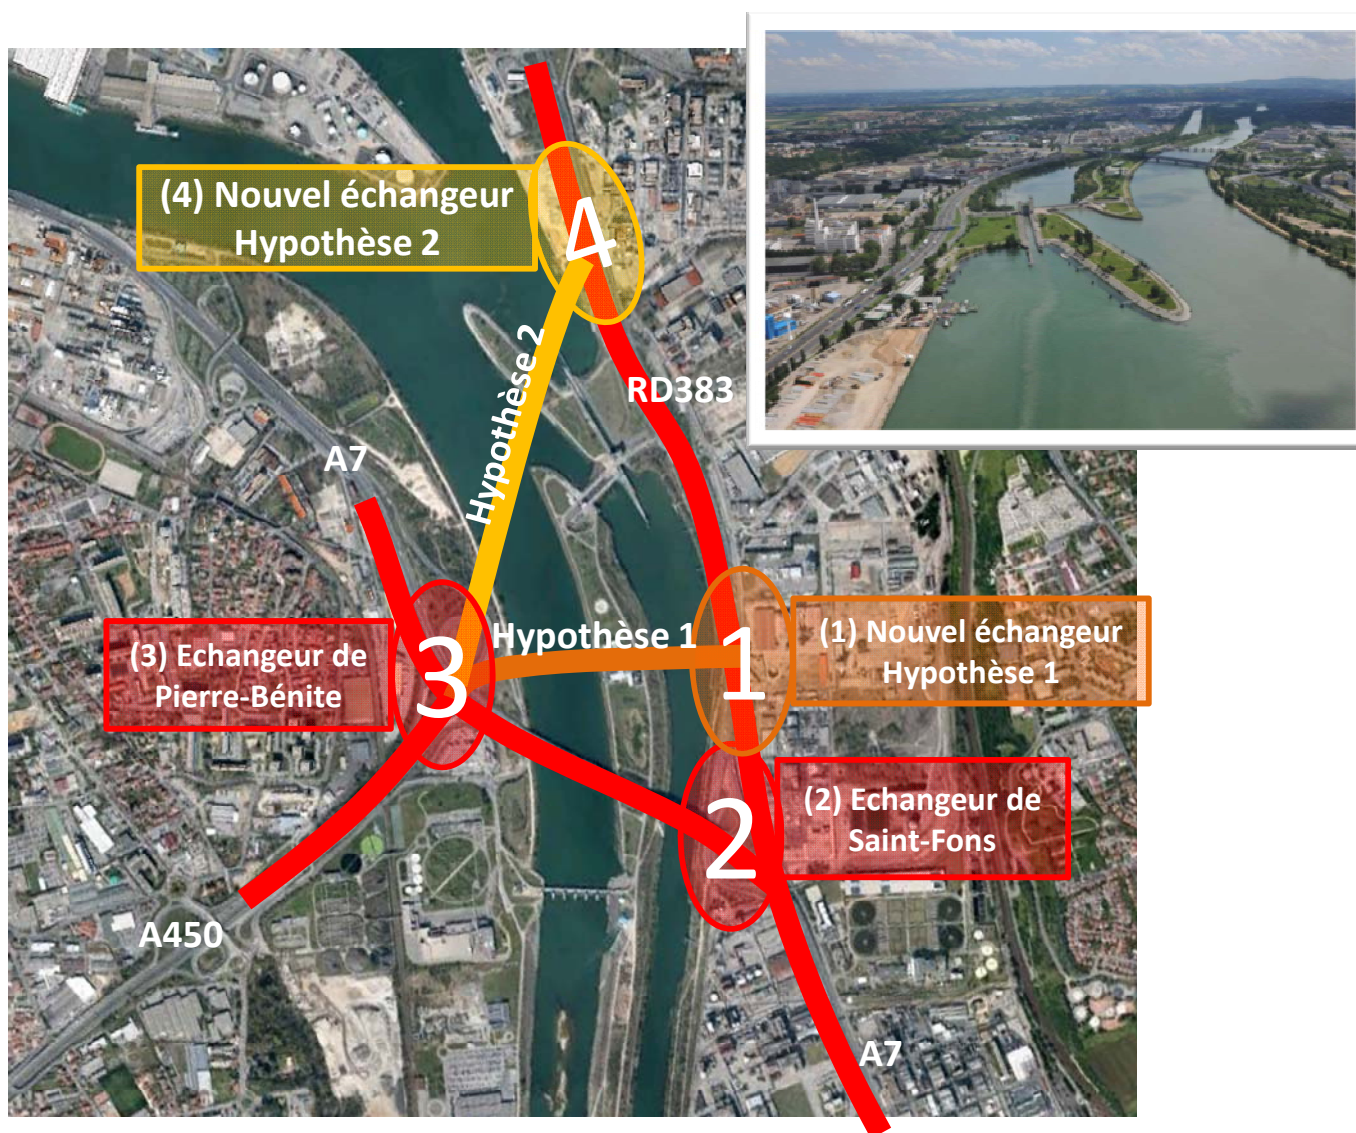 (4) Nouvel échangeur
Hypothèse 2
4
Hypothèse 2
RD383
A7
Hypothèse 1
1
(1) Nouvel échangeur
Hypothèse 1
(3) Echangeur de
Pierre-Bénite
3
2
(2) Echangeur de
Saint-Fons
A450
A7